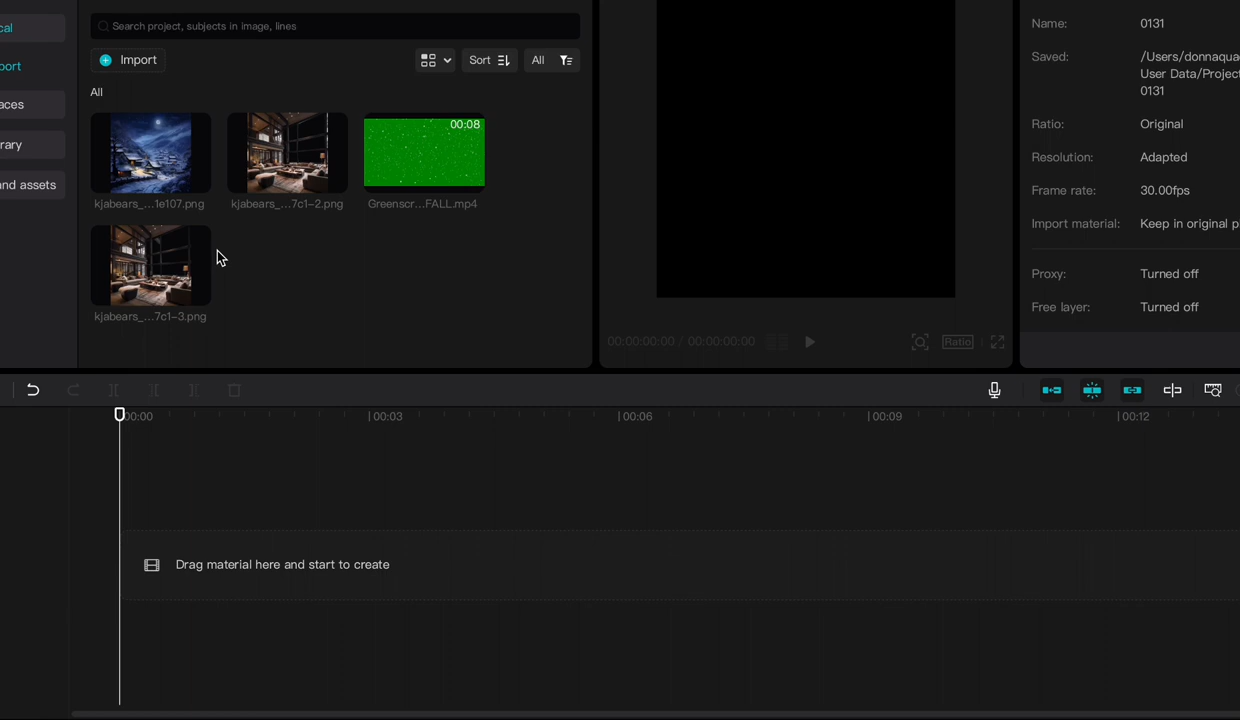 cal
port
aces
rary
and assets
Search project, subjects in image, lines
Import
Sort
All
All
00:08
kjabears_...1e107.png
kjabears_...7c1-2.png
Greenscr...FALL.mp4
kjabears_...7c1-3.png
00:00:00:00 / 00:00:00:00
Ratio
Name: 0131
Saved: /Users/donnaqua
User Data/Project
0131
Ratio: Original
Resolution: Adapted
Frame rate: 30.00fps
Import material: Keep in original p
Proxy: Turned off
Free layer: Turned off
00:00
00:03
00:06
00:09
00:12
Drag material here and start to create